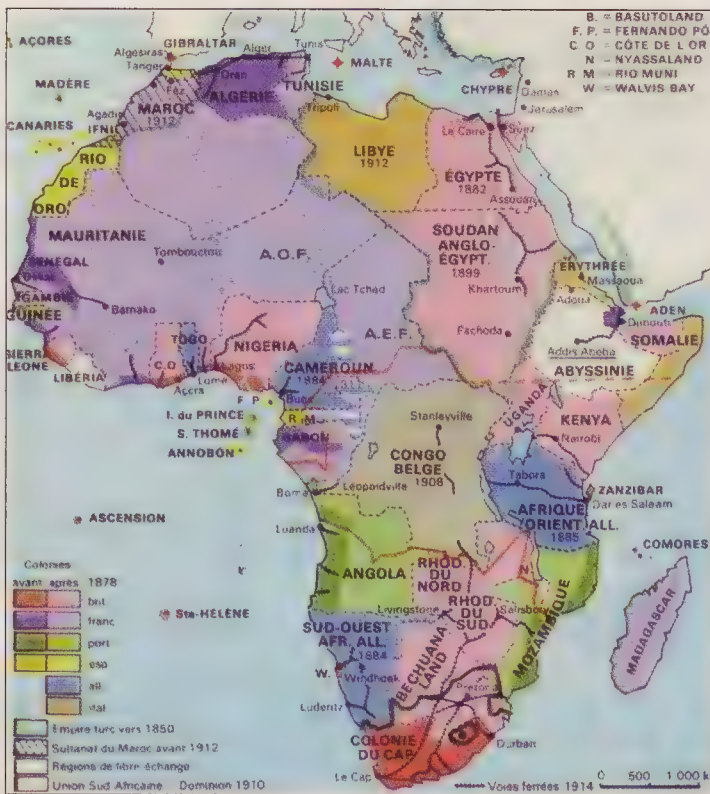 B. = BASUTOLAND
F. P. = FERNANDO PÓ
C. O = CÔTE DE L'OR
N = NYASSALAND
R M = RIO MUNI
W = WALVIS BAY
AÇORES
GIBRALTAR
Algésiras
Tanger
Alger
Tunis
MALTE
CHYPRE
Damas
Jérusalem
MADÈRE
Fez
Oran
MAROC
1912
ALGÉRIE
TUNISIE
Tripoli
CANARIES
Agadir
IFNI
Le Caire
Suez
RIO
DE
ORO
LIBYE
1912
ÉGYPTE
1882
Assouan
MAURITANIE
Tombouctou
A.O.F.
SOUDAN
ANGLO-
ÉGYPT.
1899
Khartoum
ERYTHRÉE
Massaoua
Adoua
ADEN
Djibouti
SÉNÉGAL
GAMBIE
GUINÉE
Bamako
Lac Tchad
A.E.F.
Fachoda
Addis Abeba
ABYSSINIE
SOMALIE
SIERRA
LEONE
LIBÉRIA
C.O
TOGO
Accra
Lomé
Lagos
NIGERIA
CAMEROUN
1884
Buea
F P
R M
I. du PRINCE
S. THOMÉ
ANNOBÓN
GABON
Stanleyville
UGANDA
KENYA
Nairobi
CONGO
BELGE
1908
Boma
Léopoldville
Tabora
ZANZIBAR
Dar es Salaam
AFRIQUE
ORIENT. ALL.
1885
ASCENSION
Luanda
ANGOLA
RHOD
DU
NORD
N
COMORES
Livingstone
RHOD
DU SUD
Salisbury
MOZAMBIQUE
MADAGASCAR
Ste-HÉLÈNE
SUD-OUEST
AFR. ALL.
1884
W.
Windhoek
BECHUANA
LAND
Luderitz
Pretoria
B
COLONIE
DU CAP
Durban
Le Cap
Colonies
avant après 1878
brit
franç
port
esp
all
ital
Empire turc vers 1850
Sultanat du Maroc avant 1912
Régions de libre échange
Union Sud Africaine Dominion 1910
Voies ferrées 1914
0 500 1 000 k